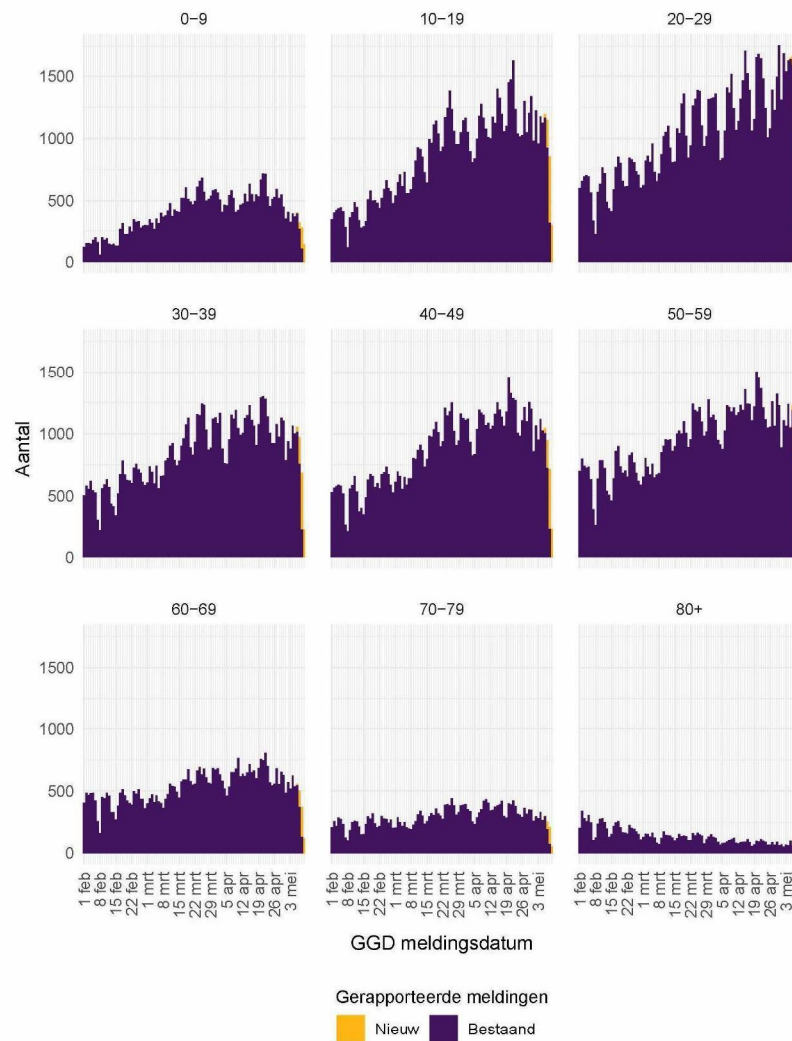 0−9 10−19 20−29
1500
1000
500
0
30−39 40−49 50−59
1500
1000
500
0
Aantal
60−69 70−79 80+
1500
1000
500
0
1 feb 8 feb 15 feb 22 feb 1 mrt 8 mrt 15 mrt 22 mrt 29 mrt 5 apr 12 apr 19 apr 26 apr 3 mei 1 feb 8 feb 15 feb 22 feb 1 mrt 8 mrt 15 mrt 22 mrt 29 mrt 5 apr 12 apr 19 apr 26 apr 3 mei 1 feb 8 feb 15 feb 22 feb 1 mrt 8 mrt 15 mrt 22 mrt 29 mrt 5 apr 12 apr 19 apr 26 apr 3 mei
GGD meldingsdatum
Gerapporteerde meldingen
Nieuw Bestaand